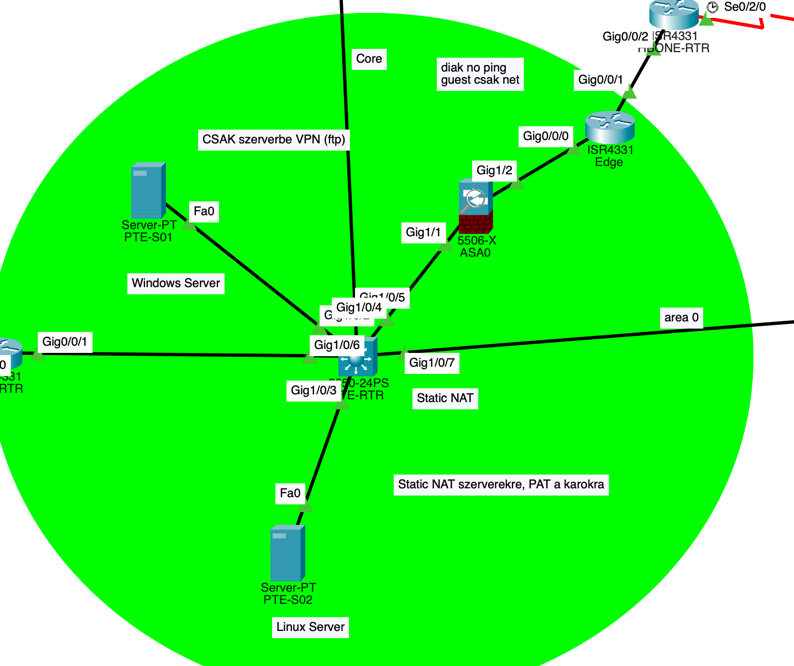 Se0/2/0
Gig0/0/2
ISR4331
HBONE-RTR
Core
diak no ping
guest csak net
Gig0/0/1
CSAK szerverbe VPN (ftp)
Gig0/0/0
ISR4331
Edge
Gig1/2
Server-PT
PTE-S01
Fa0
Gig1/1
5506-X
ASA0
Windows Server
Gig1/0/5
Gig1/0/4
area 0
Gig0/0/1
Gig1/0/6
Gig1/0/7
RTR
Gig1/0/3
Static NAT
Static NAT szerverekre, PAT a karokra
Fa0
Server-PT
PTE-S02
Linux Server